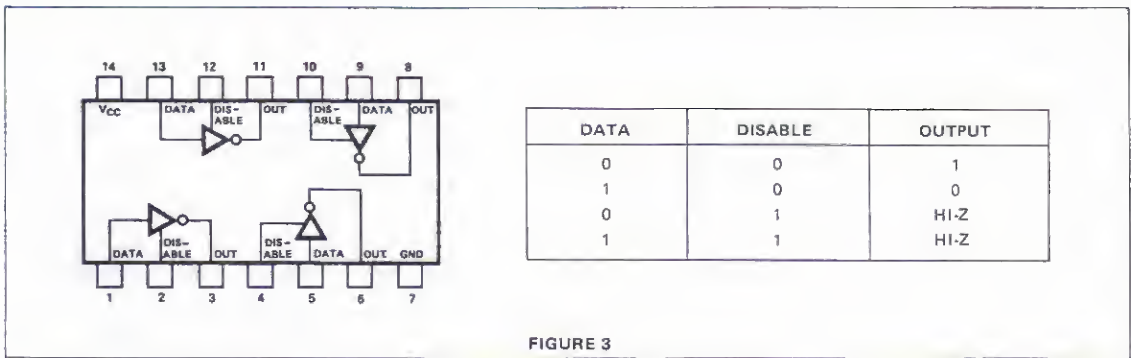 14 13 12 11 10 9 8
VCC DATA DIS- OUT DIS- DATA OUT
ABLE ABLE
DIS- DIS-
DATA ABLE OUT ABLE DATA OUT GND
1 2 3 4 5 6 7
DATA DISABLE OUTPUT
0 0 1
1 0 0
0 1 HI-Z
1 1 HI-Z
FIGURE 3